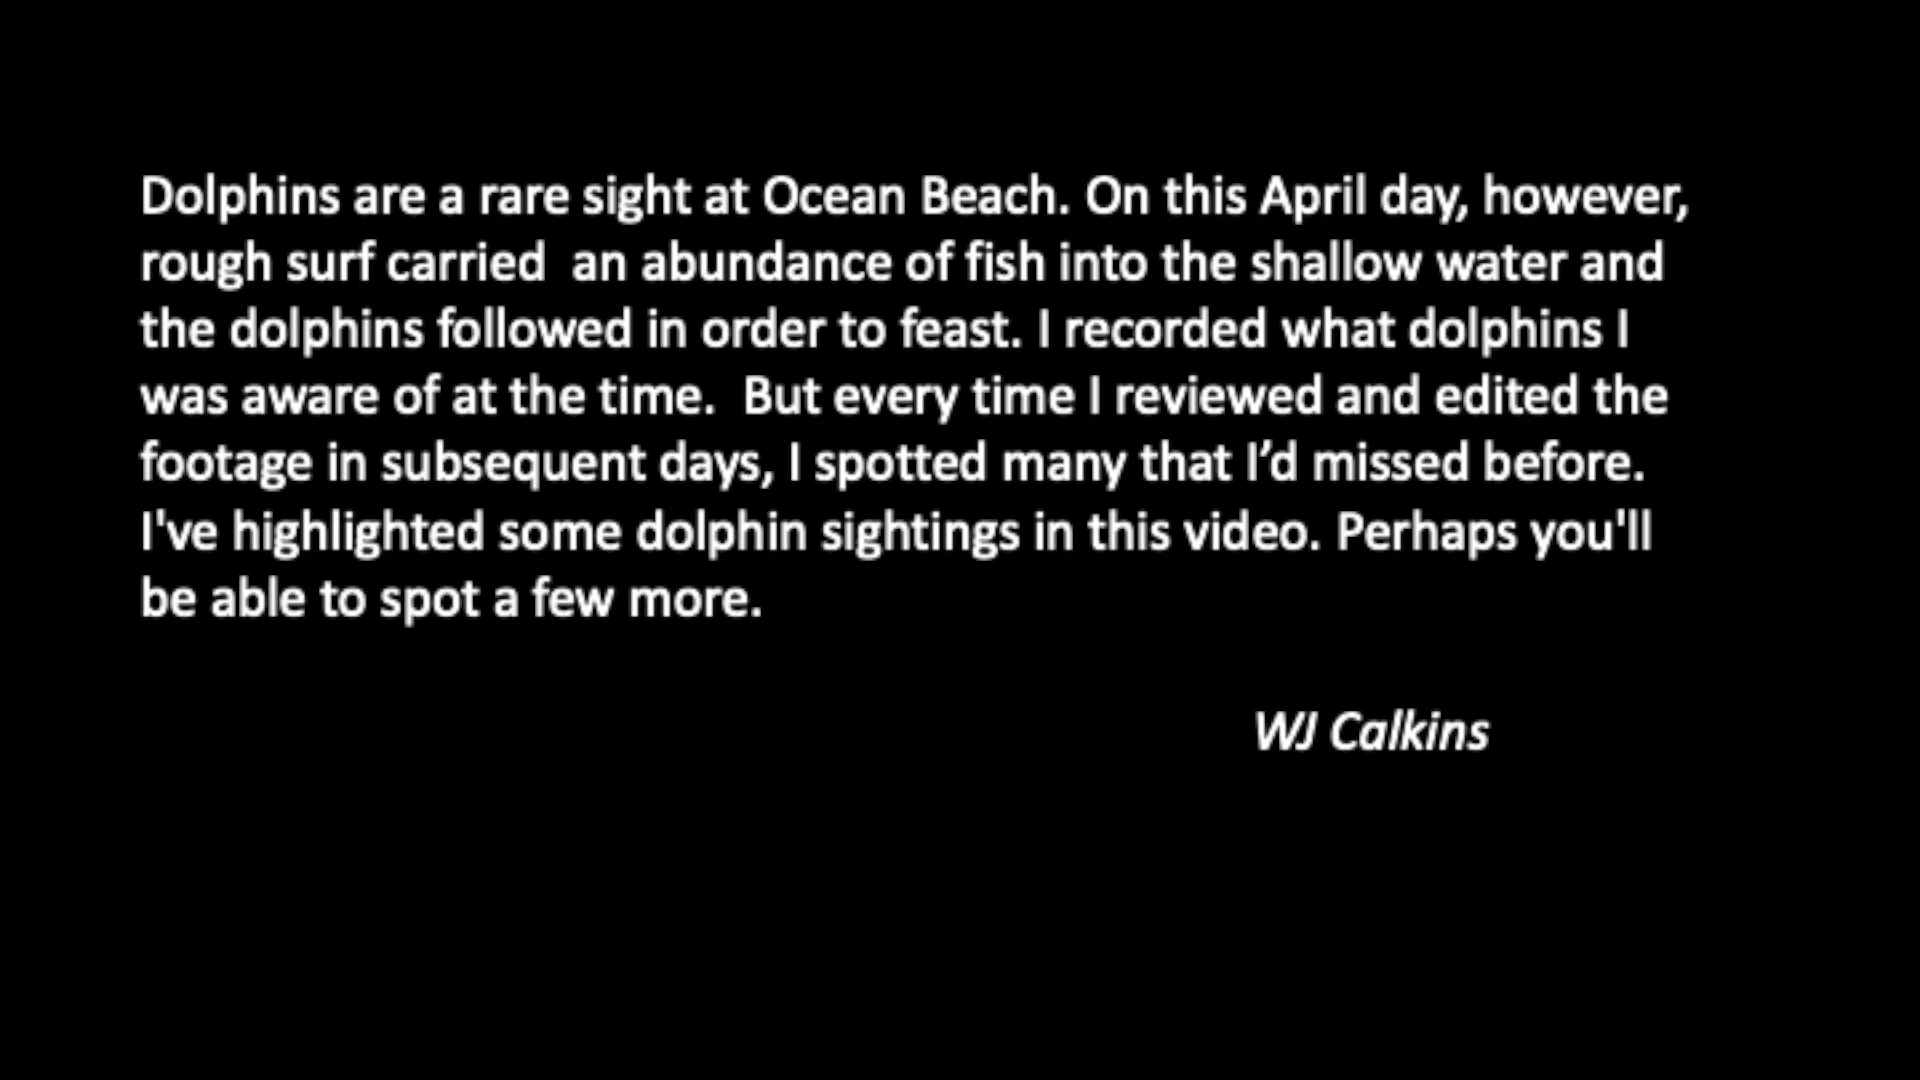 Dolphins are a rare sight at Ocean Beach. On this April day, however,
rough surf carried  an abundance of fish into the shallow water and
the dolphins followed in order to feast. I recorded what dolphins I
was aware of at the time.  But every time I reviewed and edited the
footage in subsequent days, I spotted many that I’d missed before.
I've highlighted some dolphin sightings in this video. Perhaps you'll
be able to spot a few more.
WJ Calkins